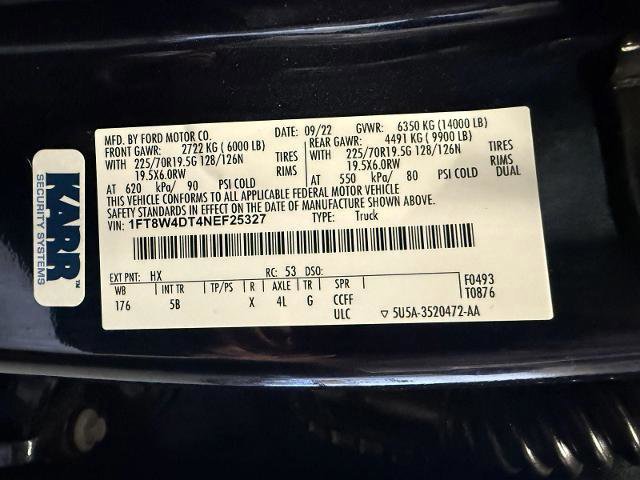 MFD. BY FORD MOTOR CO. DATE: 09/22 GVWR: 6350 KG (14000 LB)
FRONT GAWR: 2722 KG (6000 LB) REAR GAWR: 4491 KG (9900 LB)
WITH 225/70R19.5G 128/126N TIRES WITH 225/70R19.5G 128/126N TIRES
19.5X6.0RW RIMS 19.5X6.0RW RIMS
AT 620 kPa/ 90 PSI COLD AT 550 kPa/ 80 PSI COLD DUAL
THIS VEHICLE CONFORMS TO ALL APPLICABLE FEDERAL MOTOR VEHICLE
SAFETY STANDARDS IN EFFECT ON THE DATE OF MANUFACTURE SHOWN ABOVE.
VIN: 1FT8W4DT4NEF25327 TYPE: Truck
EXT PNT: HX RC: 53 DSO:
WB INT TR TP/PS R AXLE TR SPR
176 5B X 4L G CCFF
ULC
F0493
T0876
▽ 5U5A-3520472-AA
KARR™
SECURITY SYSTEMS